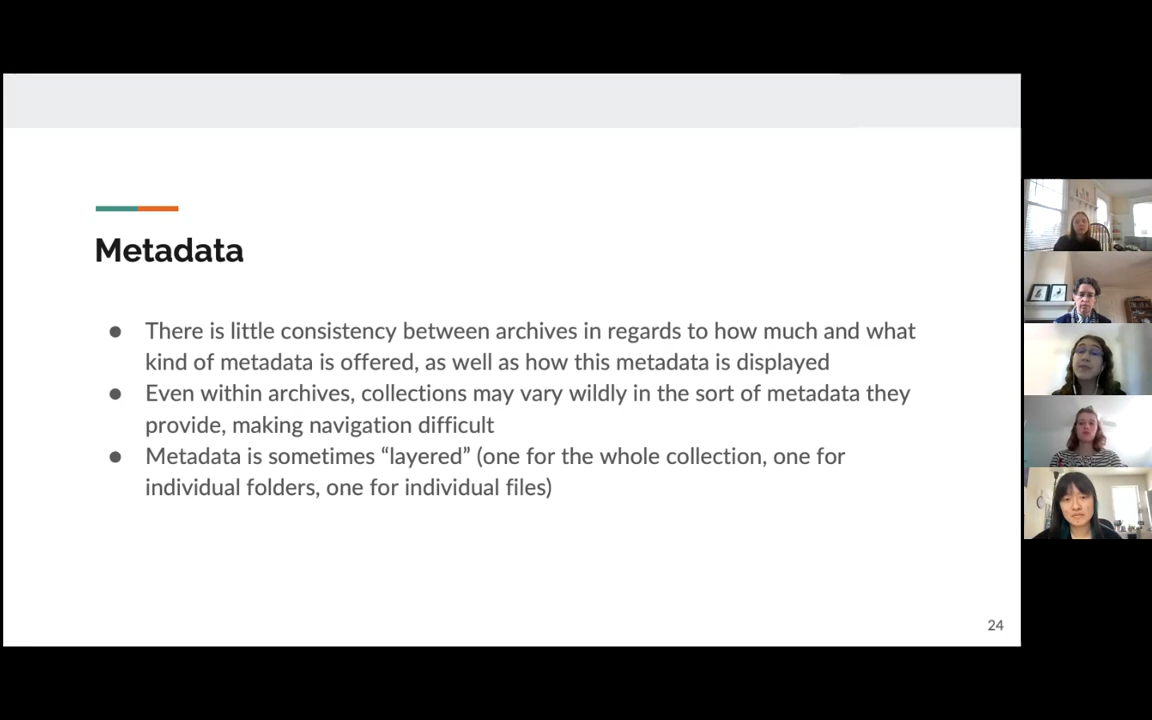 Metadata
● There is little consistency between archives in regards to how much and what
kind of metadata is offered, as well as how this metadata is displayed
● Even within archives, collections may vary wildly in the sort of metadata they
provide, making navigation difficult
● Metadata is sometimes “layered” (one for the whole collection, one for
individual folders, one for individual files)
24